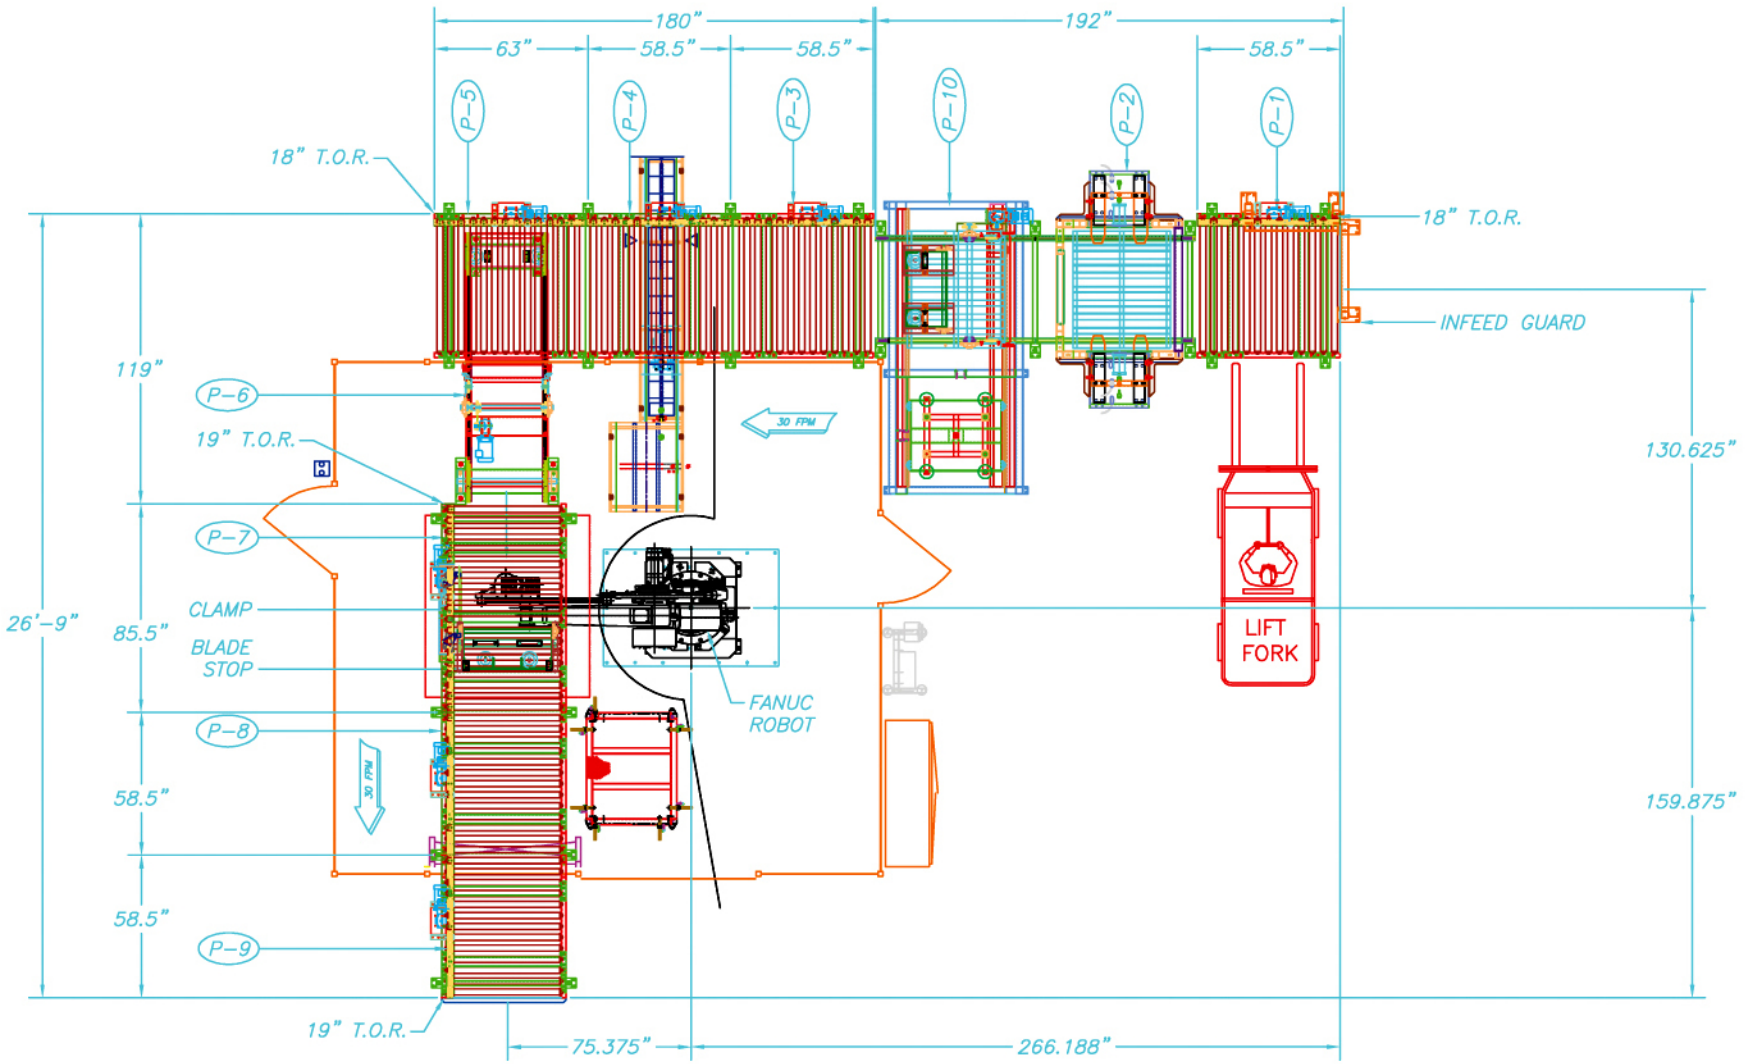 180"
192"
63"
58.5"
58.5"
58.5"
P-5
P-4
P-3
P-10
P-2
P-1
18" T.O.R.
18" T.O.R.
INFEED GUARD
119"
P-6
30 FPM
19" T.O.R.
130.625"
P-7
CLAMP
26'-9"
85.5"
BLADE
STOP
LIFT
FORK
FANUC
ROBOT
P-8
30 FPM
58.5"
159.875"
58.5"
P-9
19" T.O.R.
75.375"
266.188"